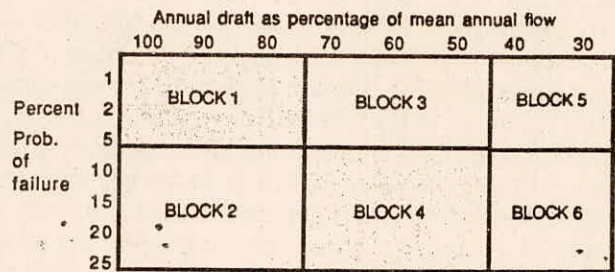 Annual draft as percentage of mean annual flow
100 90 80 70 60 50 40 30
1
Percent 2
Prob. 5
of
failure 10
15
20
25
BLOCK 1 BLOCK 3 BLOCK 5
BLOCK 2 BLOCK 4 BLOCK 6